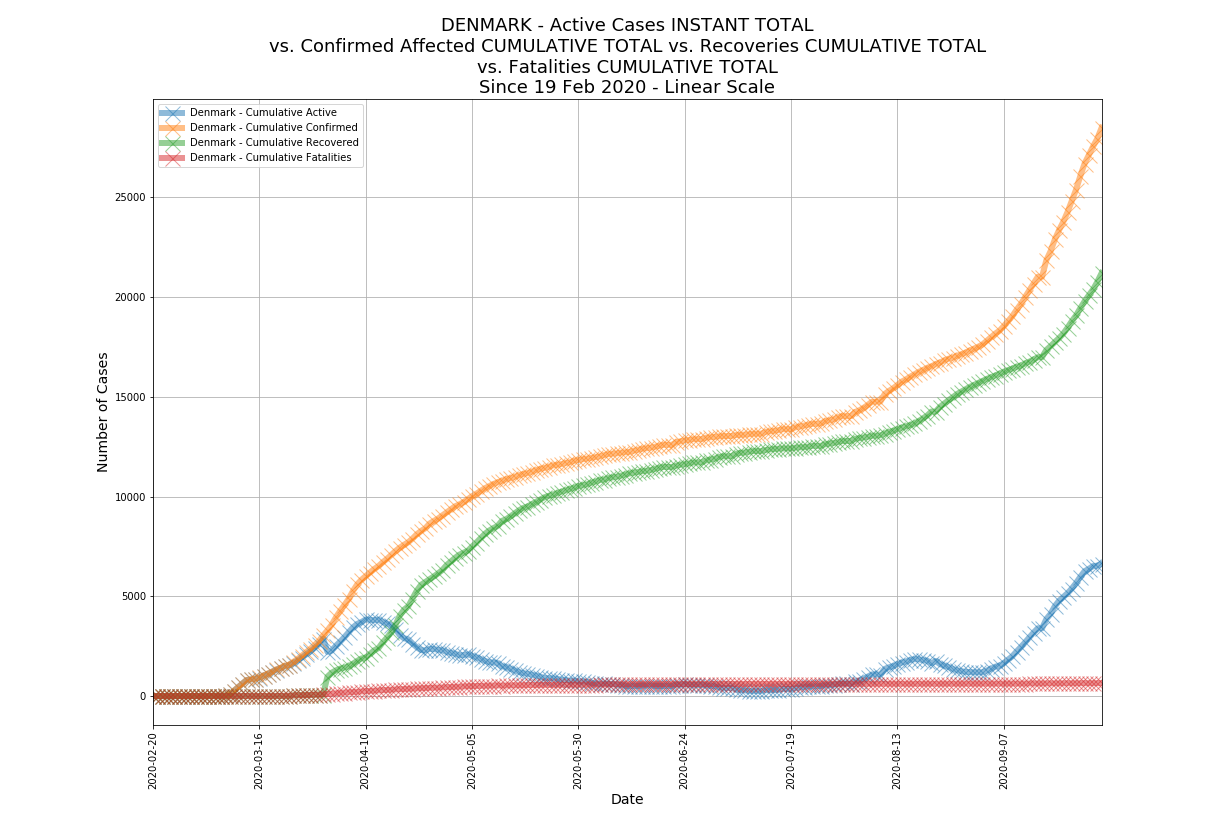 DENMARK - Active Cases INSTANT TOTAL
vs. Confirmed Affected CUMULATIVE TOTAL vs. Recoveries CUMULATIVE TOTAL
vs. Fatalities CUMULATIVE TOTAL
Since 19 Feb 2020 - Linear Scale
Denmark - Cumulative Active
Denmark - Cumulative Confirmed
Denmark - Cumulative Recovered
Denmark - Cumulative Fatalities
Number of Cases
25000
20000
15000
10000
5000
0
2020-02-20
2020-03-16
2020-04-10
2020-05-05
2020-05-30
2020-06-24
2020-07-19
2020-08-13
2020-09-07
Date